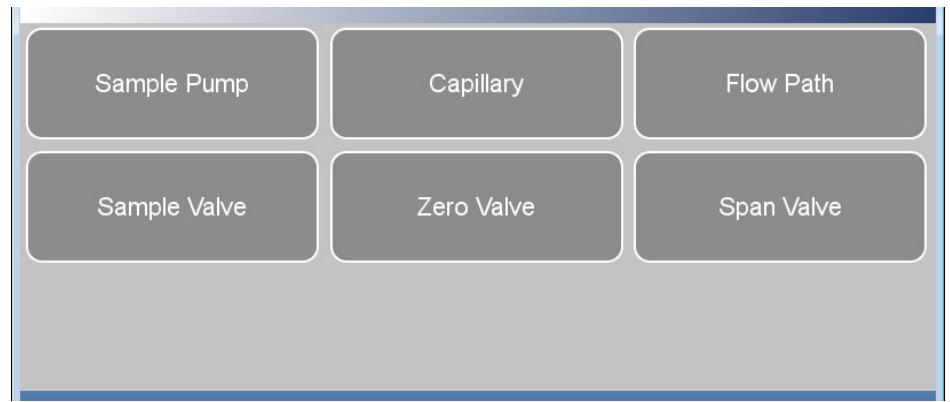 Sample Pump
Capillary
Flow Path
Sample Valve
Zero Valve
Span Valve